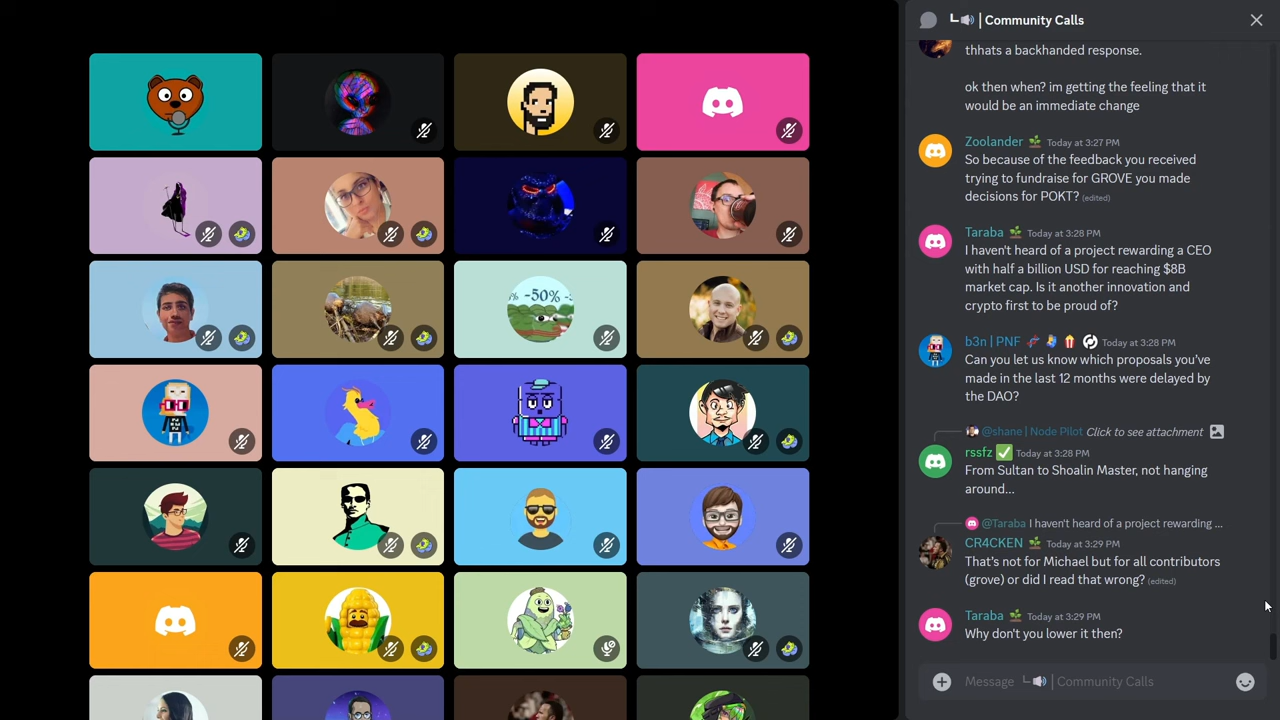 ┗🔊 | Community Calls
thhats a backhanded response.
ok then when? im getting the feeling that it
would be an immediate change
Zoolander 🌱 Today at 3:27 PM
So because of the feedback you received
trying to fundraise for GROVE you made
decisions for POKT? (edited)
Taraba 🌱 Today at 3:28 PM
I haven't heard of a project rewarding a CEO
with half a billion USD for reaching $8B
market cap. Is it another innovation and
crypto first to be proud of?
b3n | PNF Today at 3:28 PM
Can you let us know which proposals you've
made in the last 12 months were delayed by
the DAO?
@shane | Node Pilot Click to see attachment
rssfz ✅ Today at 3:28 PM
From Sultan to Shoalin Master, not hanging
around...
@Taraba I haven't heard of a project rewarding ...
CR4CKEN 🌱 Today at 3:29 PM
That's not for Michael but for all contributors
(grove) or did I read that wrong? (edited)
Taraba 🌱 Today at 3:29 PM
Why don't you lower it then?
Message ┗🔊 | Community Calls
-50%